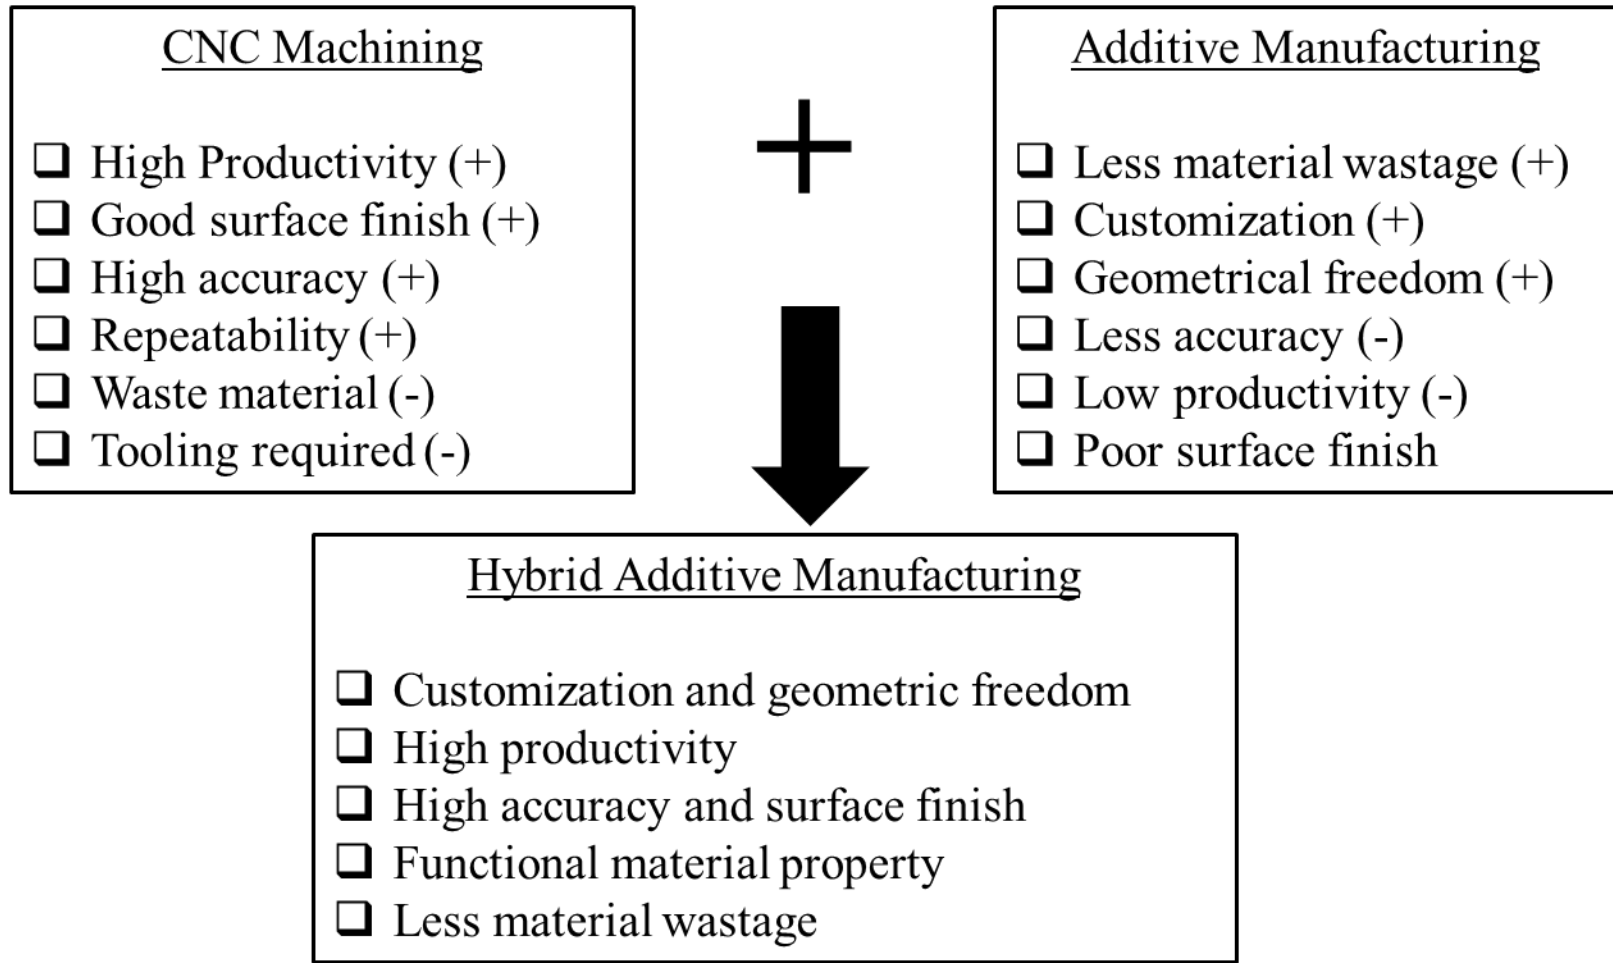 CNC Machining
High Productivity (+)
Good surface finish (+)
High accuracy (+)
Repeatability (+)
Waste material (-)
Tooling required (-)
+
Additive Manufacturing
Less material wastage (+)
Customization (+)
Geometrical freedom (+)
Less accuracy (-)
Low productivity (-)
Poor surface finish
Hybrid Additive Manufacturing
Customization and geometric freedom
High productivity
High accuracy and surface finish
Functional material property
Less material wastage